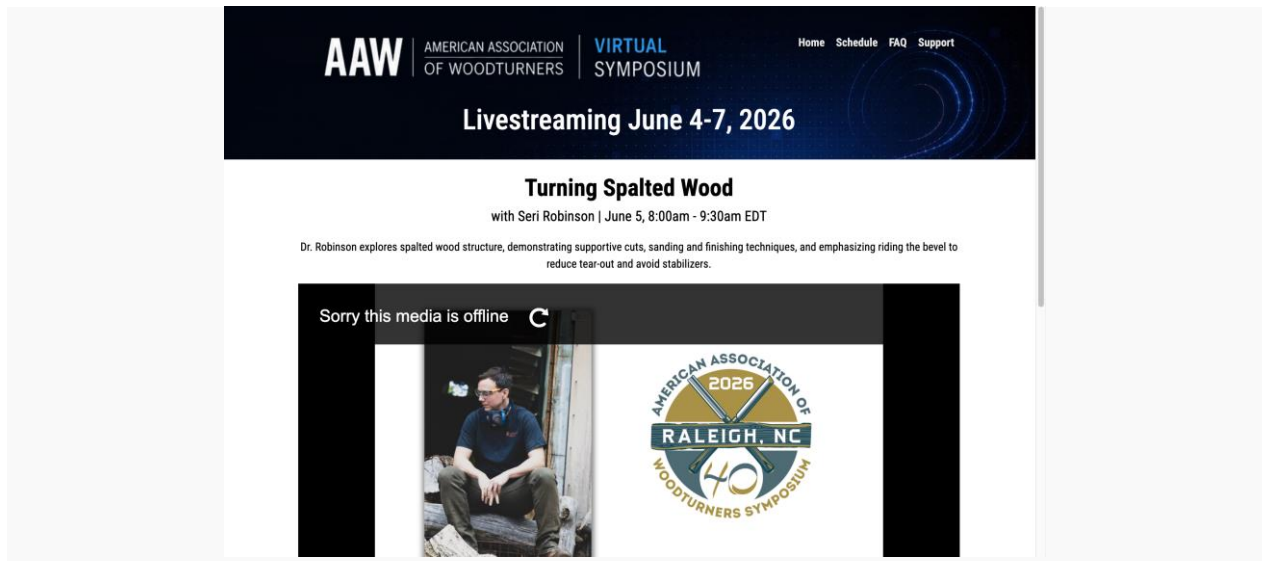 AAW
AMERICAN ASSOCIATION
OF WOODTURNERS
VIRTUAL
SYMPOSIUM
Home Schedule FAQ Support
Livestreaming June 4-7, 2026
Turning Spalted Wood
with Seri Robinson | June 5, 8:00am - 9:30am EDT
Dr. Robinson explores spalted wood structure, demonstrating supportive cuts, sanding and finishing techniques, and emphasizing riding the bevel to
reduce tear-out and avoid stabilizers.
Sorry this media is offline
AMERICAN ASSOCIATION OF
2026
RALEIGH, NC
40
WOODTURNERS SYMPOSIUM